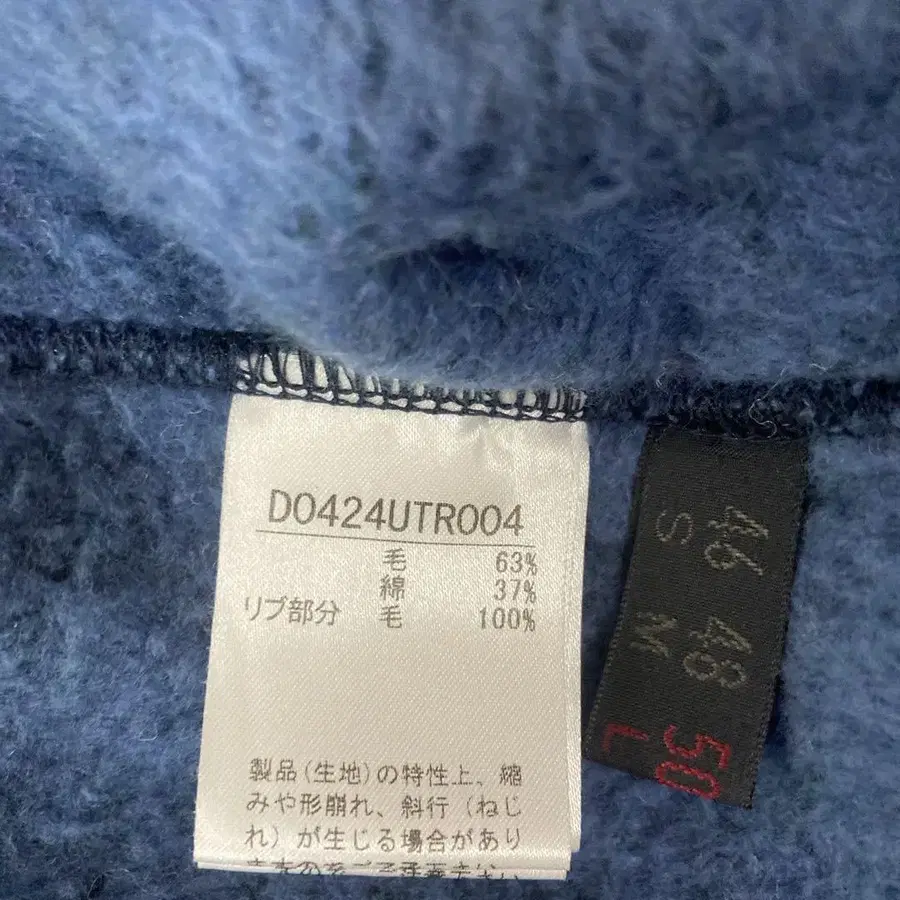 D0424UTR004
毛 63%
綿 37%
リブ部分 毛 100%
製品(生地)の特性上、縮
みや形崩れ、斜行(ねじ
れ)が生じる場合があり
46 48 50
S M L